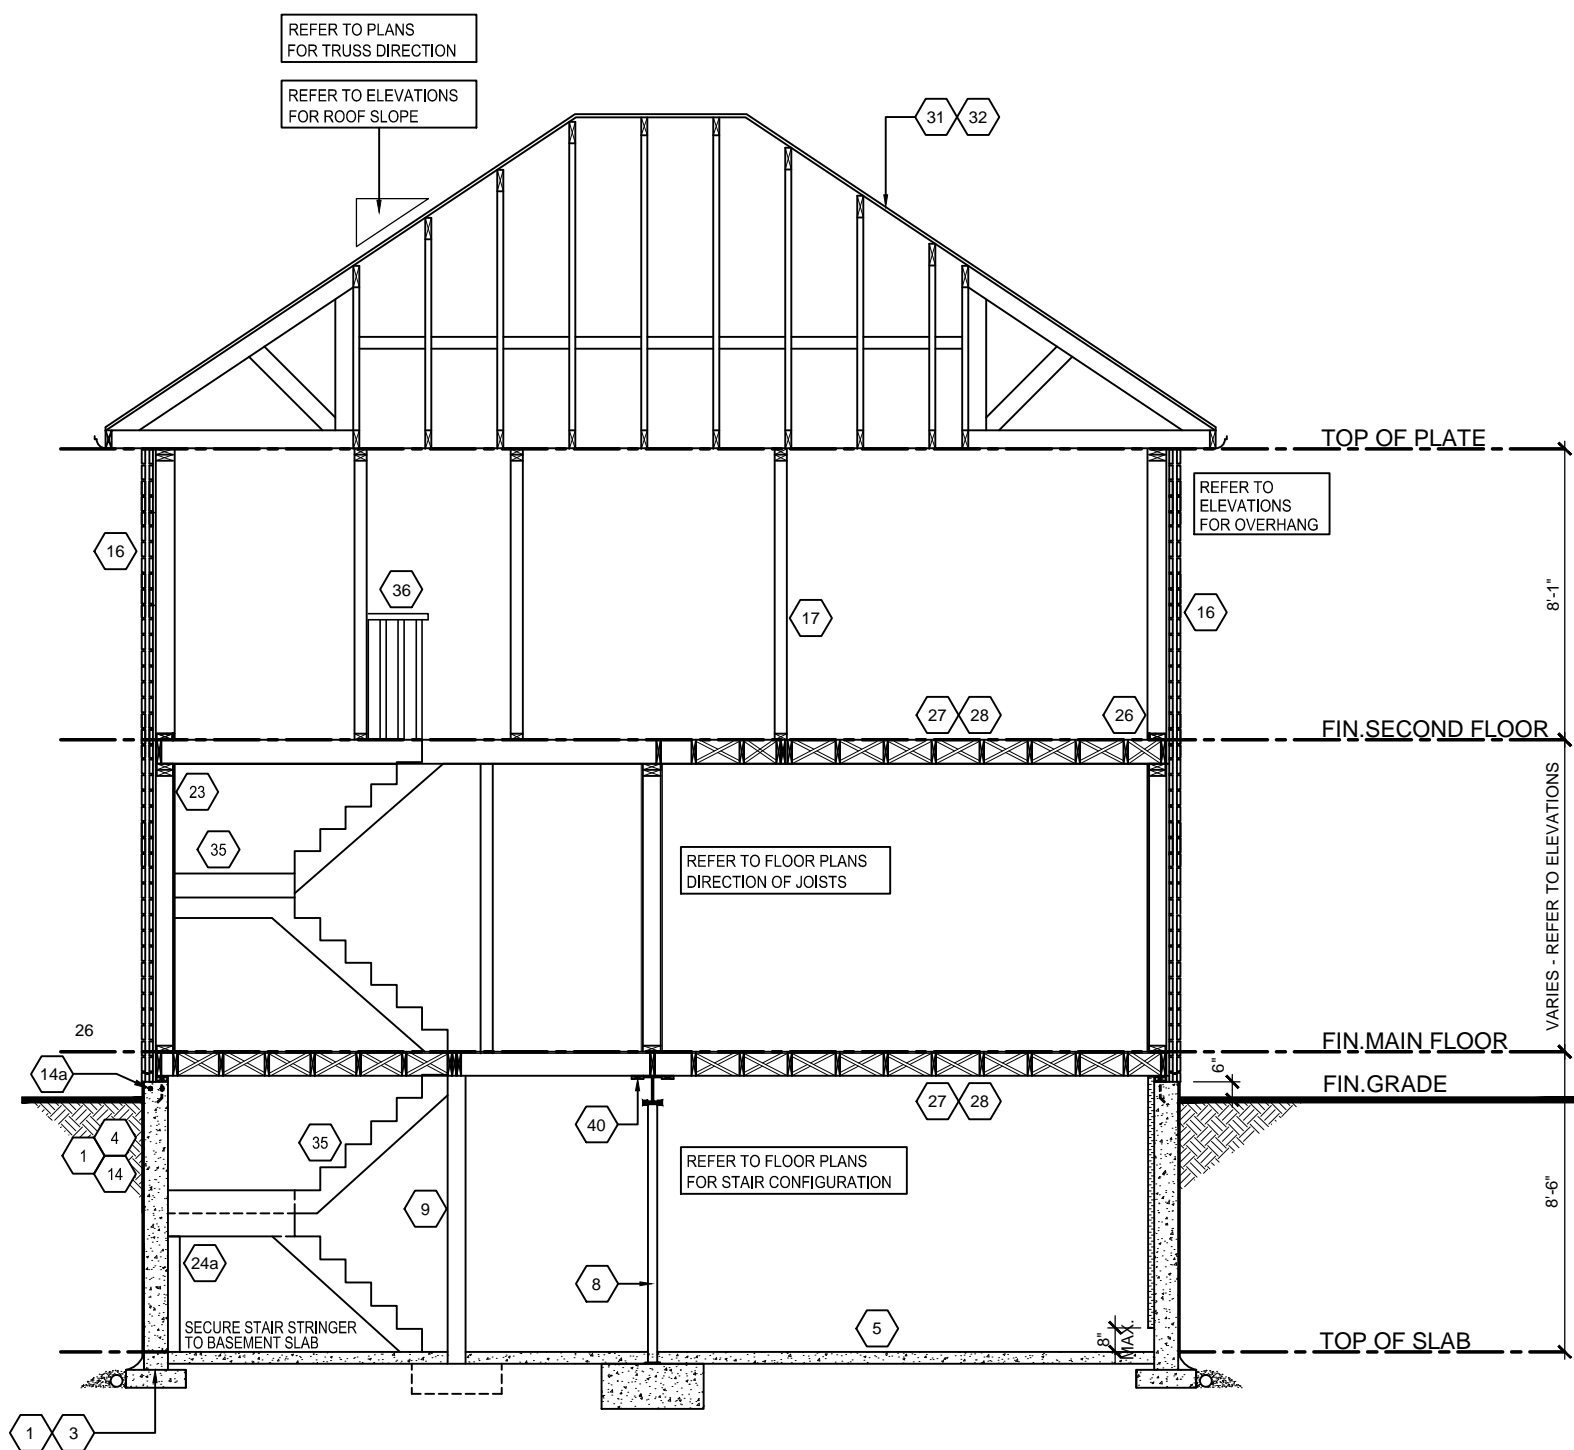 REFER TO PLANS
FOR TRUSS DIRECTION
REFER TO ELEVATIONS
FOR ROOF SLOPE
31 32
TOP OF PLATE
REFER TO
ELEVATIONS
FOR OVERHANG
16
36
17
16
8'-1"
27 28
26
FIN.SECOND FLOOR
23
35
REFER TO FLOOR PLANS
DIRECTION OF JOISTS
VARIES - REFER TO ELEVATIONS
26
FIN.MAIN FLOOR
14a
6"
FIN.GRADE
27 28
40
4
1
14
35
REFER TO FLOOR PLANS
FOR STAIR CONFIGURATION
9
8'-6"
24a
8
SECURE STAIR STRINGER
TO BASEMENT SLAB
5
8"
MAX.
TOP OF SLAB
1 3